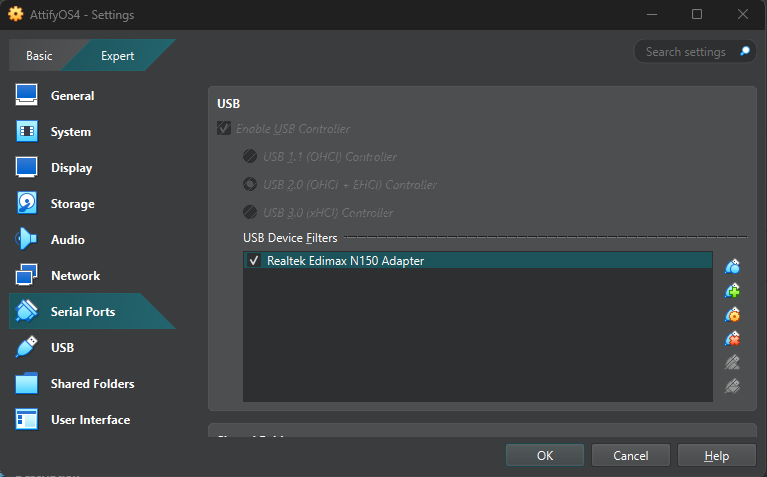 AttifyOS4 - Settings
Basic
Expert
Search settings
General
System
Display
Storage
Audio
Network
Serial Ports
USB
Shared Folders
User Interface
USB
Enable USB Controller
USB 1.1 (OHCI) Controller
USB 2.0 (OHCI + EHCI) Controller
USB 3.0 (xHCI) Controller
USB Device Filters
Realtek Edimax N150 Adapter
OK
Cancel
Help